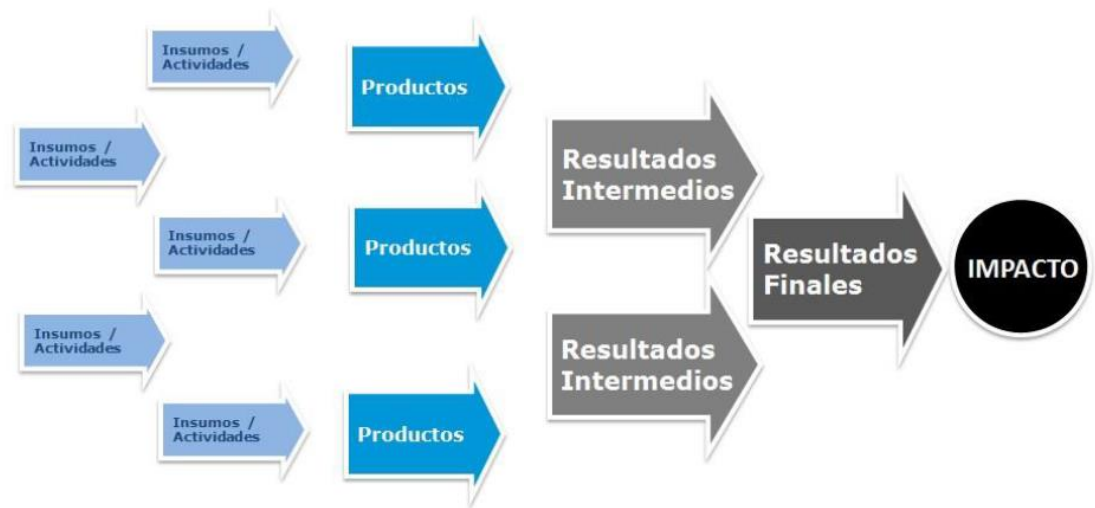 Insumos /
Actividades
Insumos /
Actividades
Insumos /
Actividades
Insumos /
Actividades
Insumos /
Actividades
Productos
Productos
Productos
Resultados
Intermedios
Resultados
Intermedios
Resultados
Finales
IMPACTO